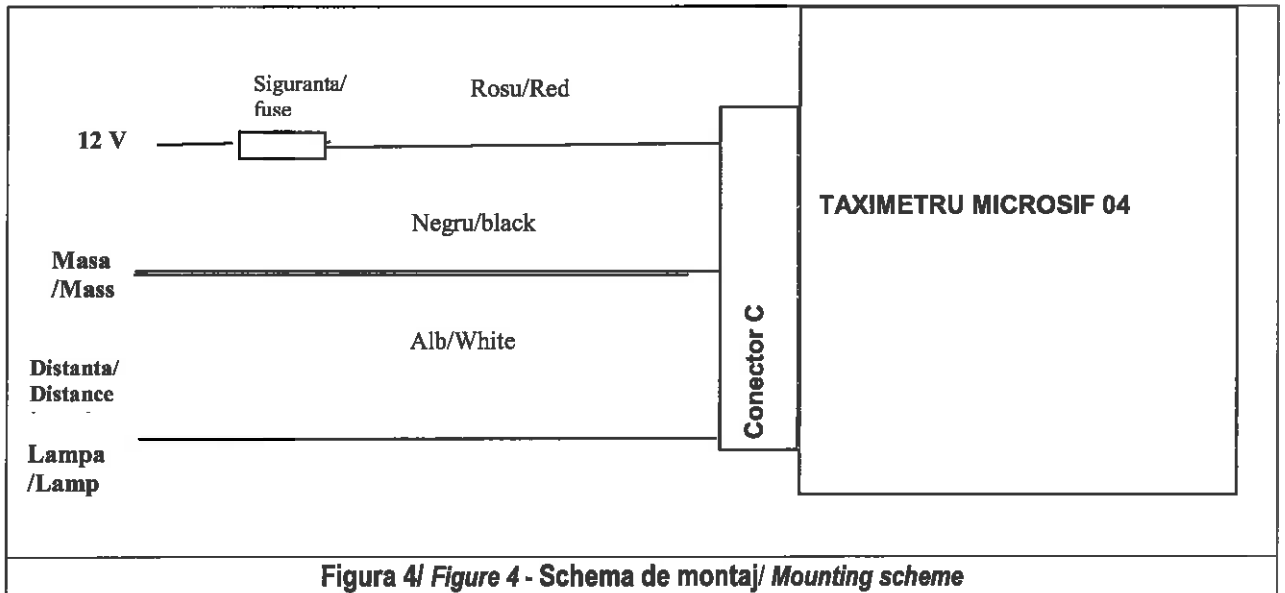 Siguranta/
fuse
Rosu/Red
12 V
TAXIMETRU MICROSIF 04
Negru/black
Masa
/Mass
Alb/White
Conector C
Distanta/
Distance
Lampa
/Lamp
Figura 4/ Figure 4 - Schema de montaj/ Mounting scheme